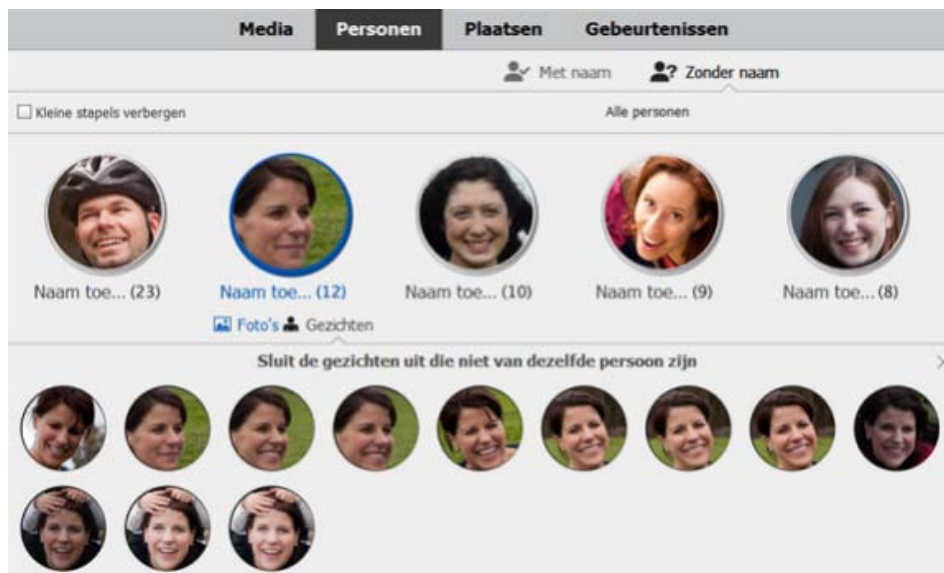 Media Personen Plaatsen Gebeurtenissen
Met naam Zonder naam
Kleine stapels verbergen Alle personen
Naam toe... (23) Naam toe... (12) Naam toe... (10) Naam toe... (9) Naam toe... (8)
Foto's Gezichten
Sluit de gezichten uit die niet van dezelfde persoon zijn